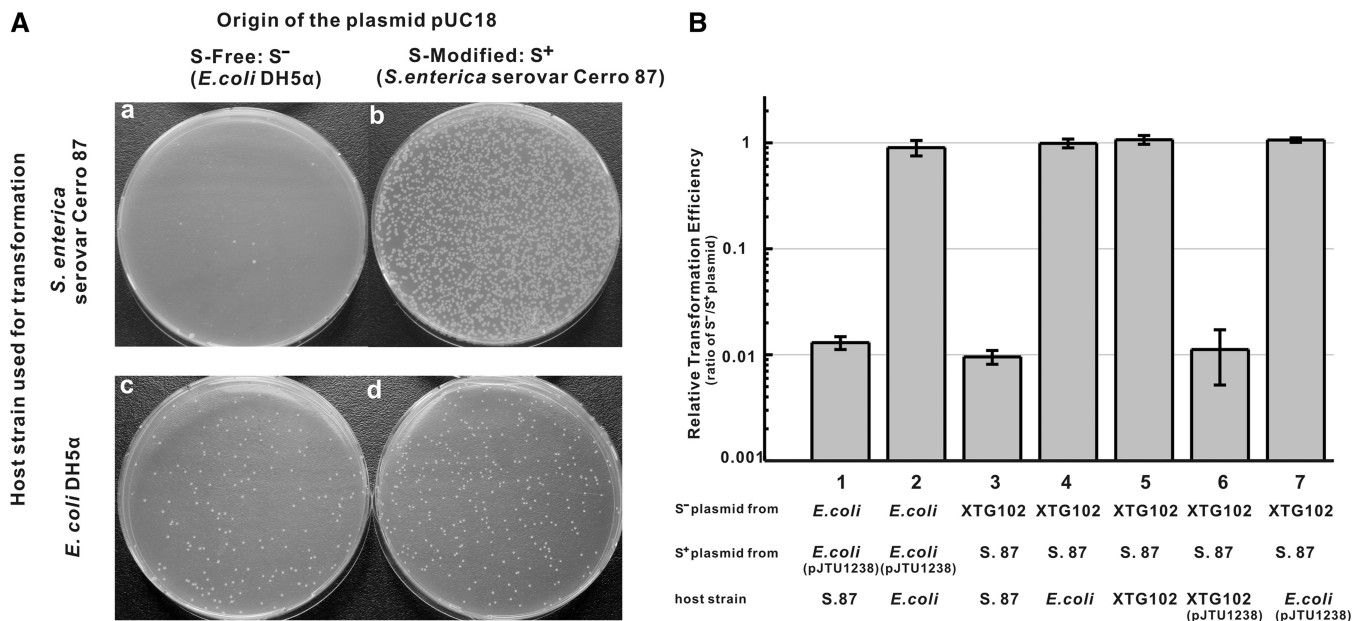 A
Origin of the plasmid pUC18
S-Free: S⁻
(E.coli DH5α)
S-Modified: S⁺
(S.enterica serovar Cerro 87)
Host strain used for transformation
S. enterica
serovar Cerro 87
E. coli DH5α
a
b
c
d
B
Relative Transformation Efficiency
(ratio of S⁻/S⁺ plasmid)
1
0.1
0.01
0.001
1 2 3 4 5 6 7
S⁻ plasmid from E.coli E.coli XTG102 XTG102 XTG102 XTG102 XTG102
S⁺ plasmid from E.coli E.coli S. 87 S. 87 S. 87 S. 87 S. 87
(pJTU1238) (pJTU1238)
host strain S.87 E.coli S. 87 E.coli XTG102 XTG102 E.coli
(pJTU1238) (pJTU1238)